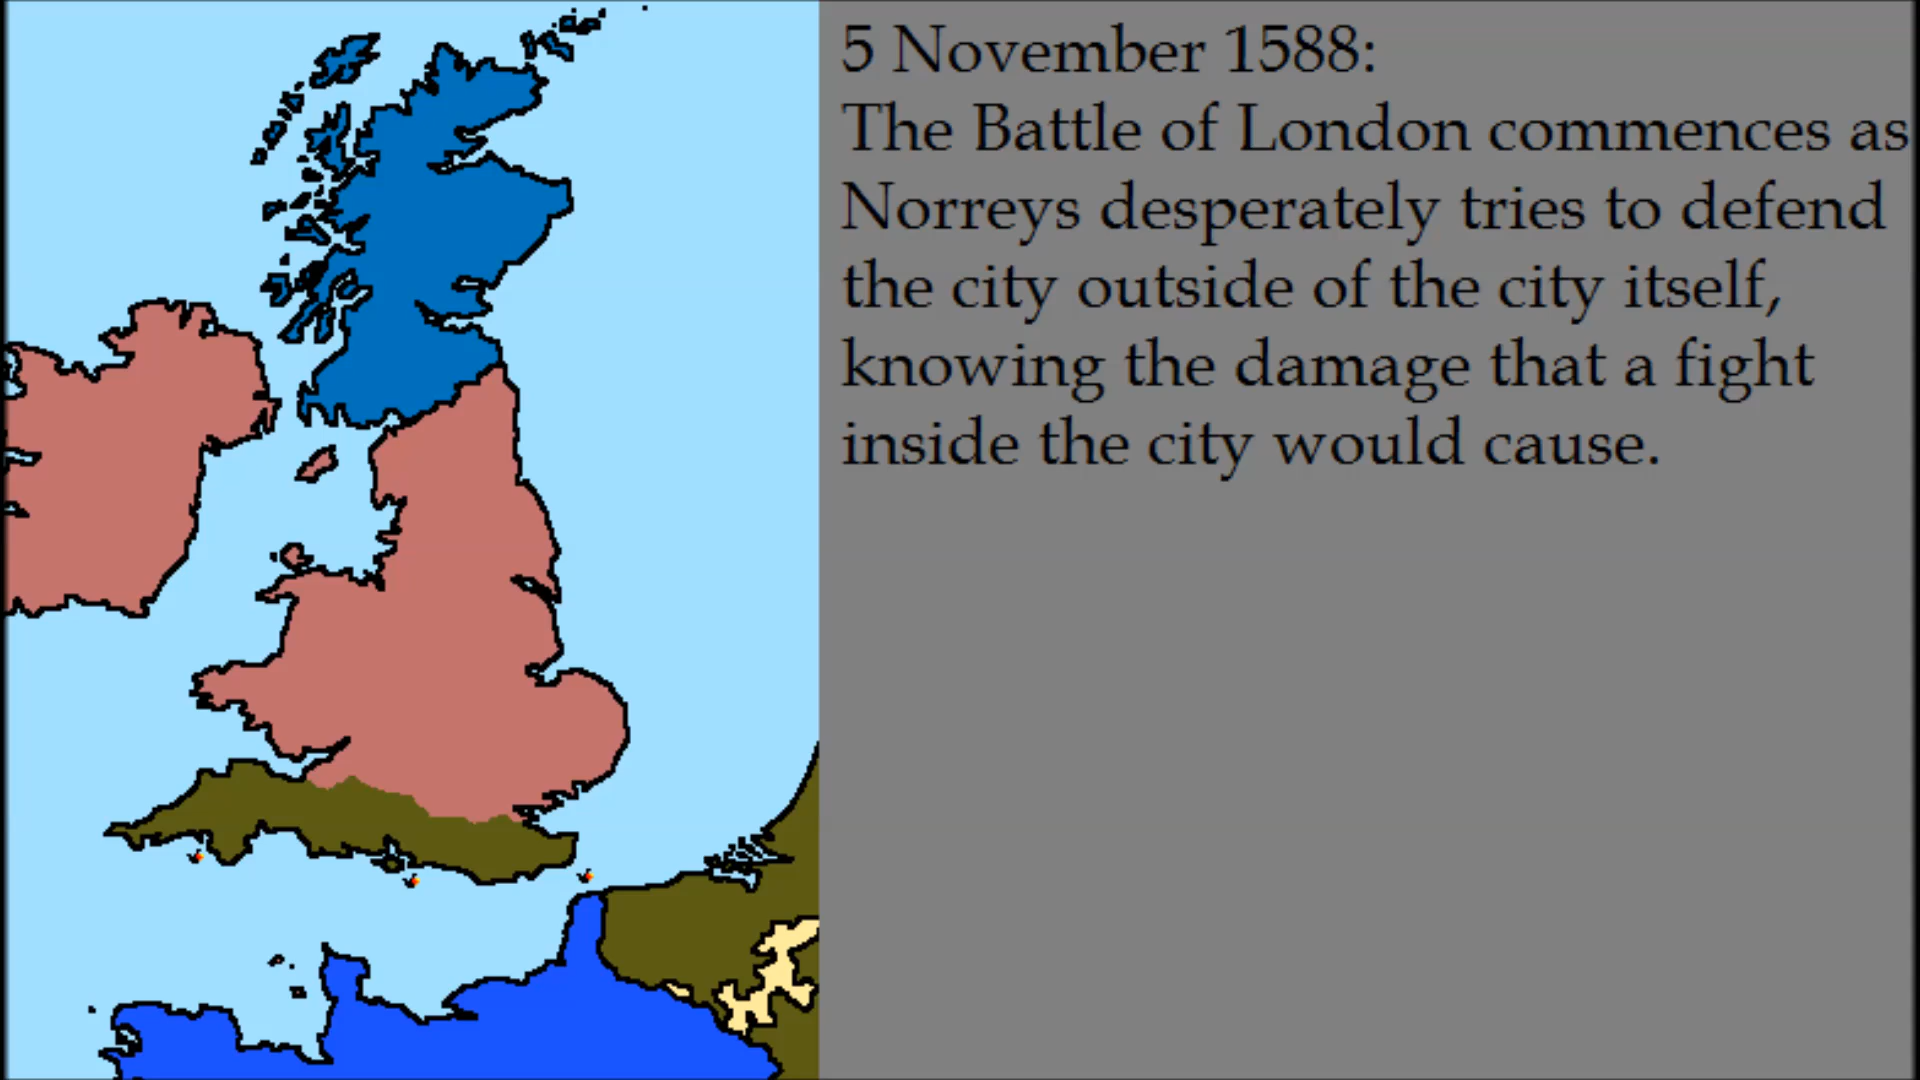 5 November 1588:
The Battle of London commences as
Norreys desperately tries to defend
the city outside of the city itself,
knowing the damage that a fight
inside the city would cause.